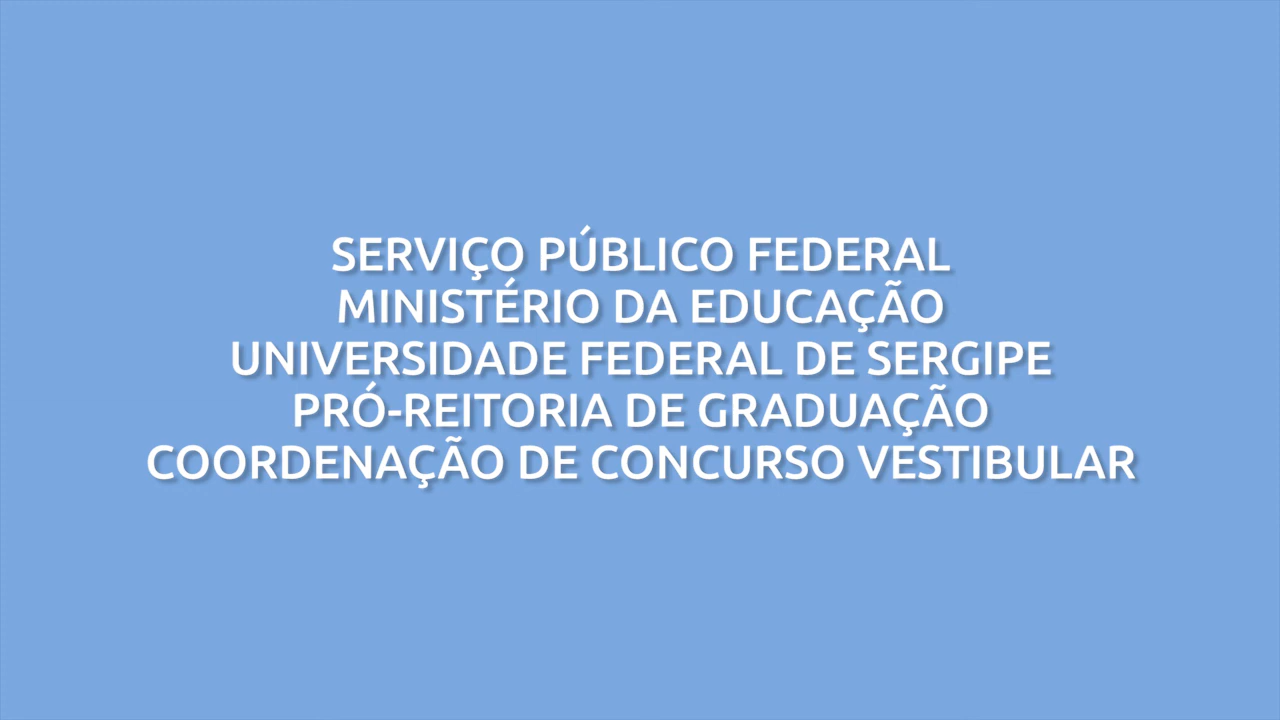 SERVIÇO PÚBLICO FEDERAL
MINISTÉRIO DA EDUCAÇÃO
UNIVERSIDADE FEDERAL DE SERGIPE
PRÓ-REITORIA DE GRADUAÇÃO
COORDENAÇÃO DE CONCURSO VESTIBULAR